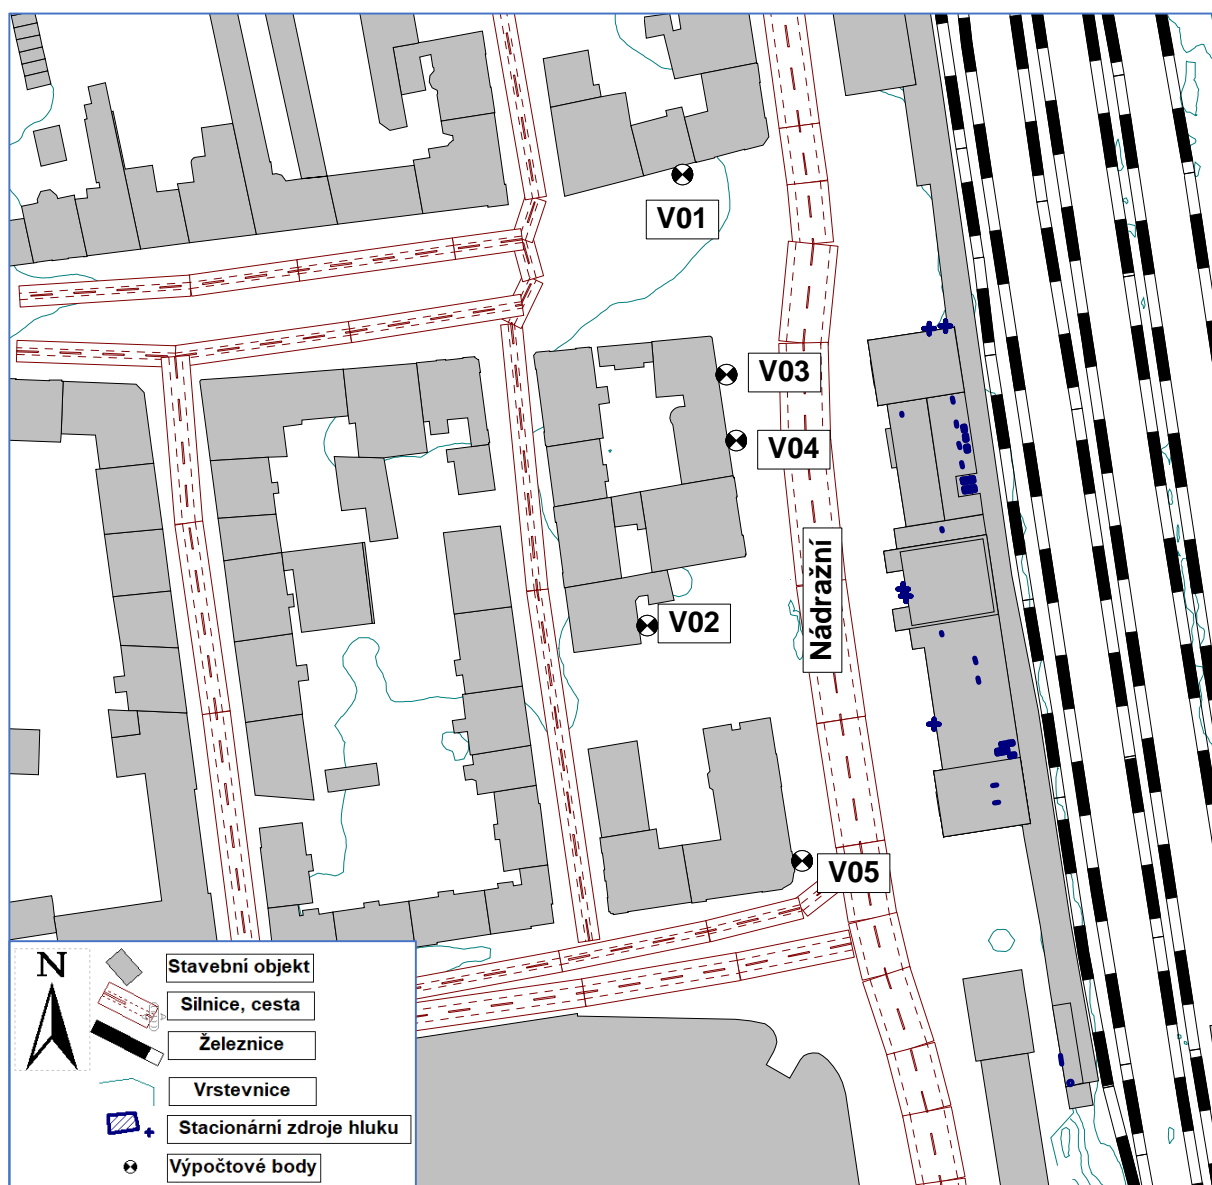 V01
V03
V04
Nádražní
V02
V05
N
Stavební objekt
Silnice, cesta
Železnice
Vrstevnice
Stacionární zdroje hluku
Výpočtové body